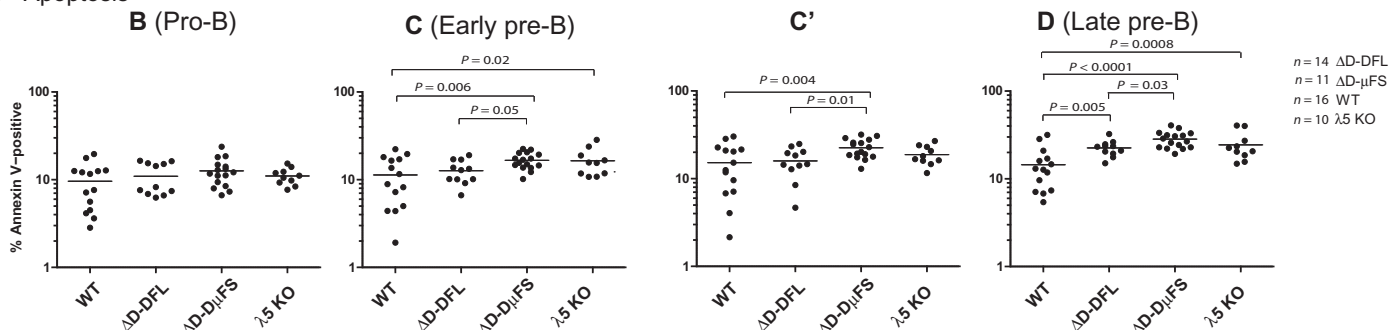 Apoptosis
B (Pro-B)
C (Early pre-B)
C’
D (Late pre-B)
P = 0.02
P = 0.006
P = 0.05
P = 0.004
P = 0.01
P = 0.0008
P < 0.0001
P = 0.03
P = 0.005
n = 14 ΔD-DFL
n = 11 ΔD-μFS
n = 16 WT
n = 10 λ5 KO
% Annexin V–positive
100
10
1
100
10
1
100
10
1
100
10
1
WT
ΔD-DFL
ΔD-DμFS
λ5 KO
WT
ΔD-DFL
ΔD-DμFS
λ5 KO
WT
ΔD-DFL
ΔD-DμFS
λ5 KO
WT
ΔD-DFL
ΔD-DμFS
λ5 KO